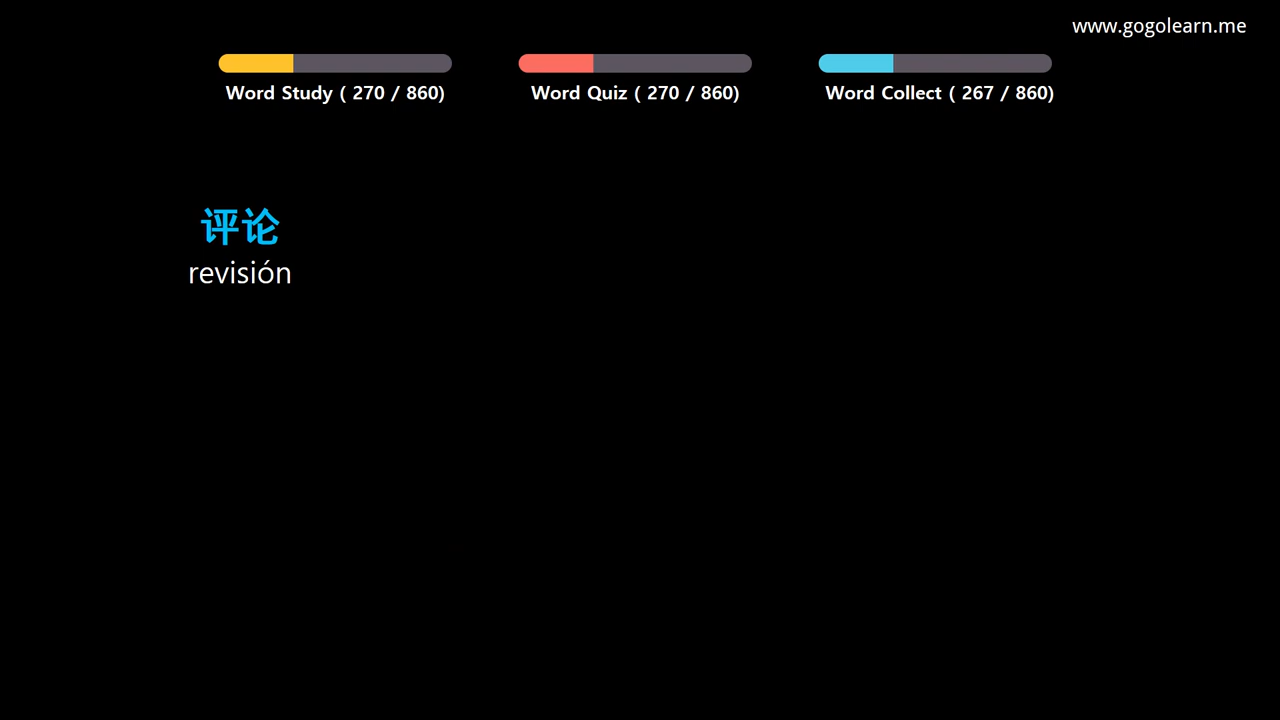 www.gogolearn.me
Word Study ( 270 / 860)
Word Quiz ( 270 / 860)
Word Collect ( 267 / 860)
评论
revisión